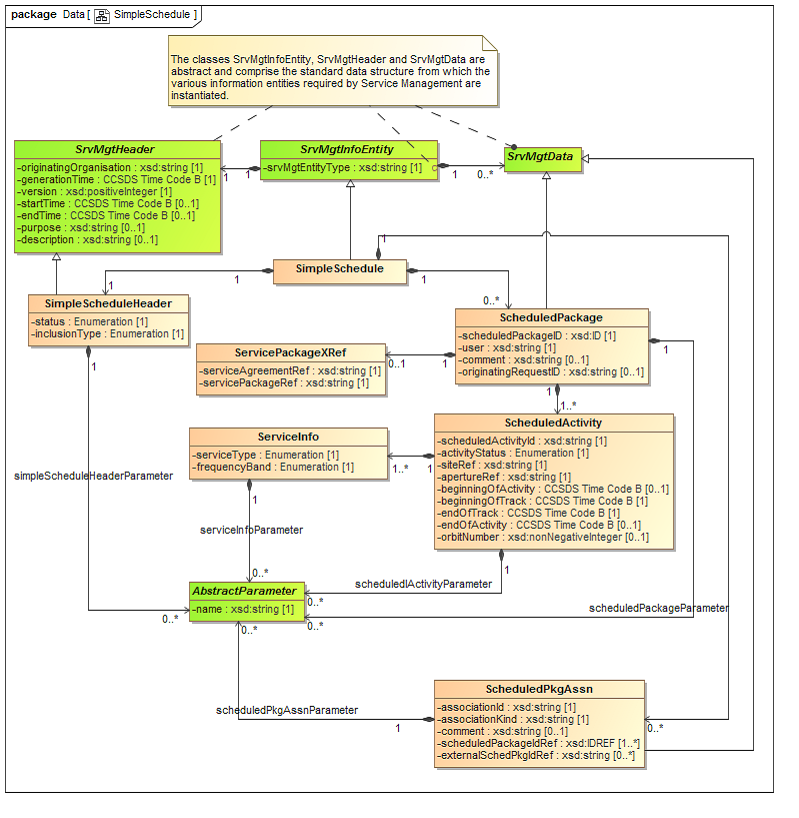 package Data [ SimpleSchedule ]
The classes SrvMgtInfoEntity, SrvMgtHeader and SrvMgtData are
abstract and comprise the standard data structure from which the
various information entities required by Service Management are
instantiated.
SrvMgtHeader
-originatingOrganisation : xsd:string [1]
-generationTime : CCSDS Time Code B [1]
-version : xsd:positiveInteger [1]
-startTime : CCSDS Time Code B [0..1]
-endTime : CCSDS Time Code B [0..1]
-purpose : xsd:string [0..1]
-description : xsd:string [0..1]
1
1
SrvMgtInfoEntity
-srvMgtEntityType : xsd:string [1]
1
0..*
SrvMgtData
1
SimpleSchedule
1
1
1
0..*
SimpleScheduleHeader
-status : Enumeration [1]
-inclusionType : Enumeration [1]
1
ScheduledPackage
-scheduledPackageID : xsd:ID [1]
-user : xsd:string [1]
-comment : xsd:string [0..1]
-originatingRequestID : xsd:string [0..1]
1
ServicePackageXRef
-serviceAgreementRef : xsd:string [1]
-servicePackageRef : xsd:string [1]
0..1
1
1
1..*
ScheduledActivity
-scheduledActivityId : xsd:string [1]
-activityStatus : Enumeration [1]
-siteRef : xsd:string [1]
-apertureRef : xsd:string [1]
-beginningOfActivity : CCSDS Time Code B [0..1]
-beginningOfTrack : CCSDS Time Code B [1]
-endOfTrack : CCSDS Time Code B [1]
-endOfActivity : CCSDS Time Code B [0..1]
-orbitNumber : xsd:nonNegativeInteger [0..1]
ServiceInfo
-serviceType : Enumeration [1]
-frequencyBand : Enumeration [1]
1..*
1
simpleScheduleHeaderParameter
1
serviceInfoParameter
0..*
1
scheduledlActivityParameter
0..*
AbstractParameter
-name : xsd:string [1]
0..*
scheduledPackageParameter
0..*
0..*
scheduledPkgAssnParameter
1
ScheduledPkgAssn
-associationId : xsd:string [1]
-associationKind : xsd:string [1]
-comment : xsd:string [0..1]
-scheduledPackageIdRef : xsd:IDREF [1..*]
-externalSchedPkgIdRef : xsd:string [0..*]
0..*